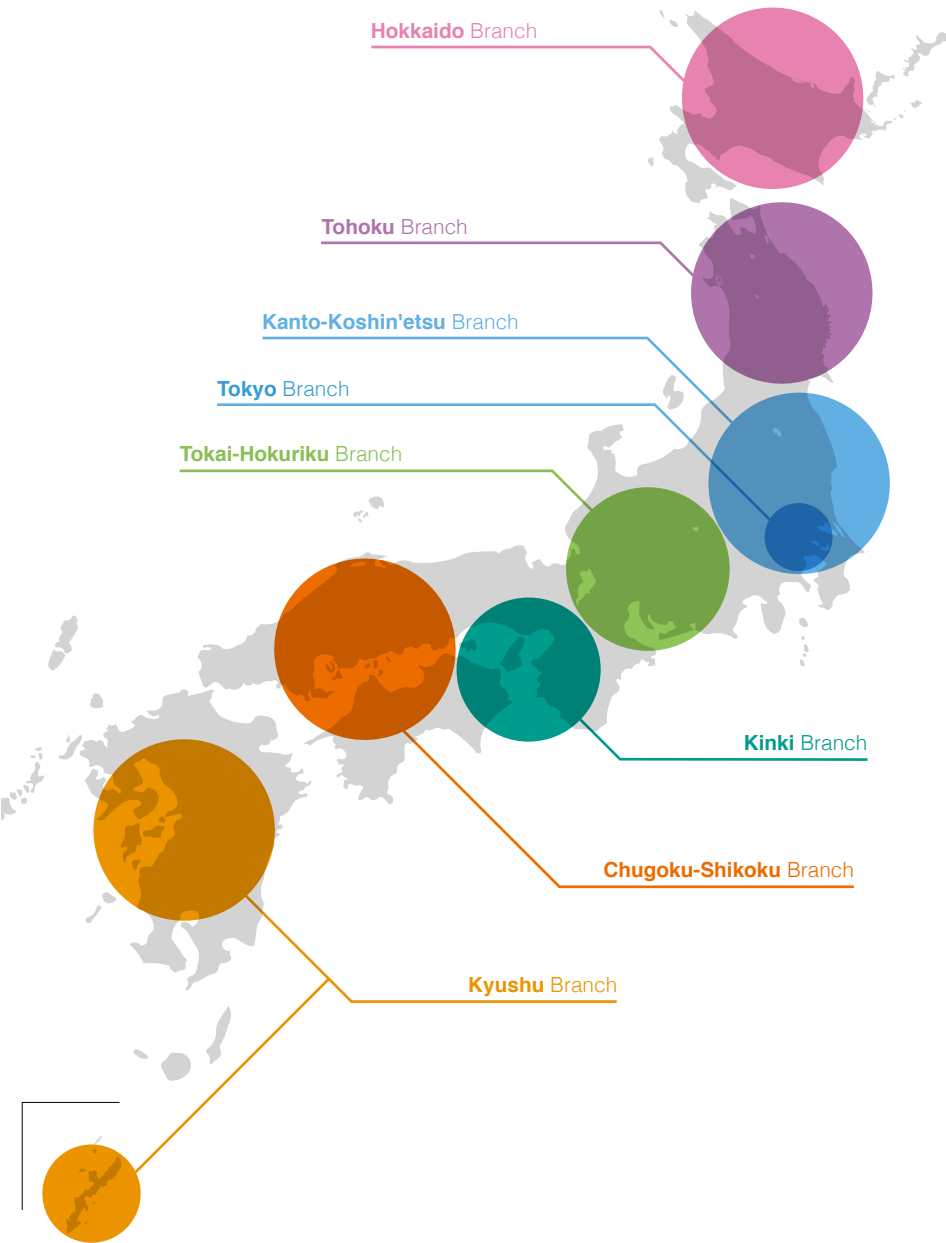 Hokkaido Branch
Tohoku Branch
Kanto-Koshin'etsu Branch
Tokyo Branch
Tokai-Hokuriku Branch
Kinki Branch
Chugoku-Shikoku Branch
Kyushu Branch